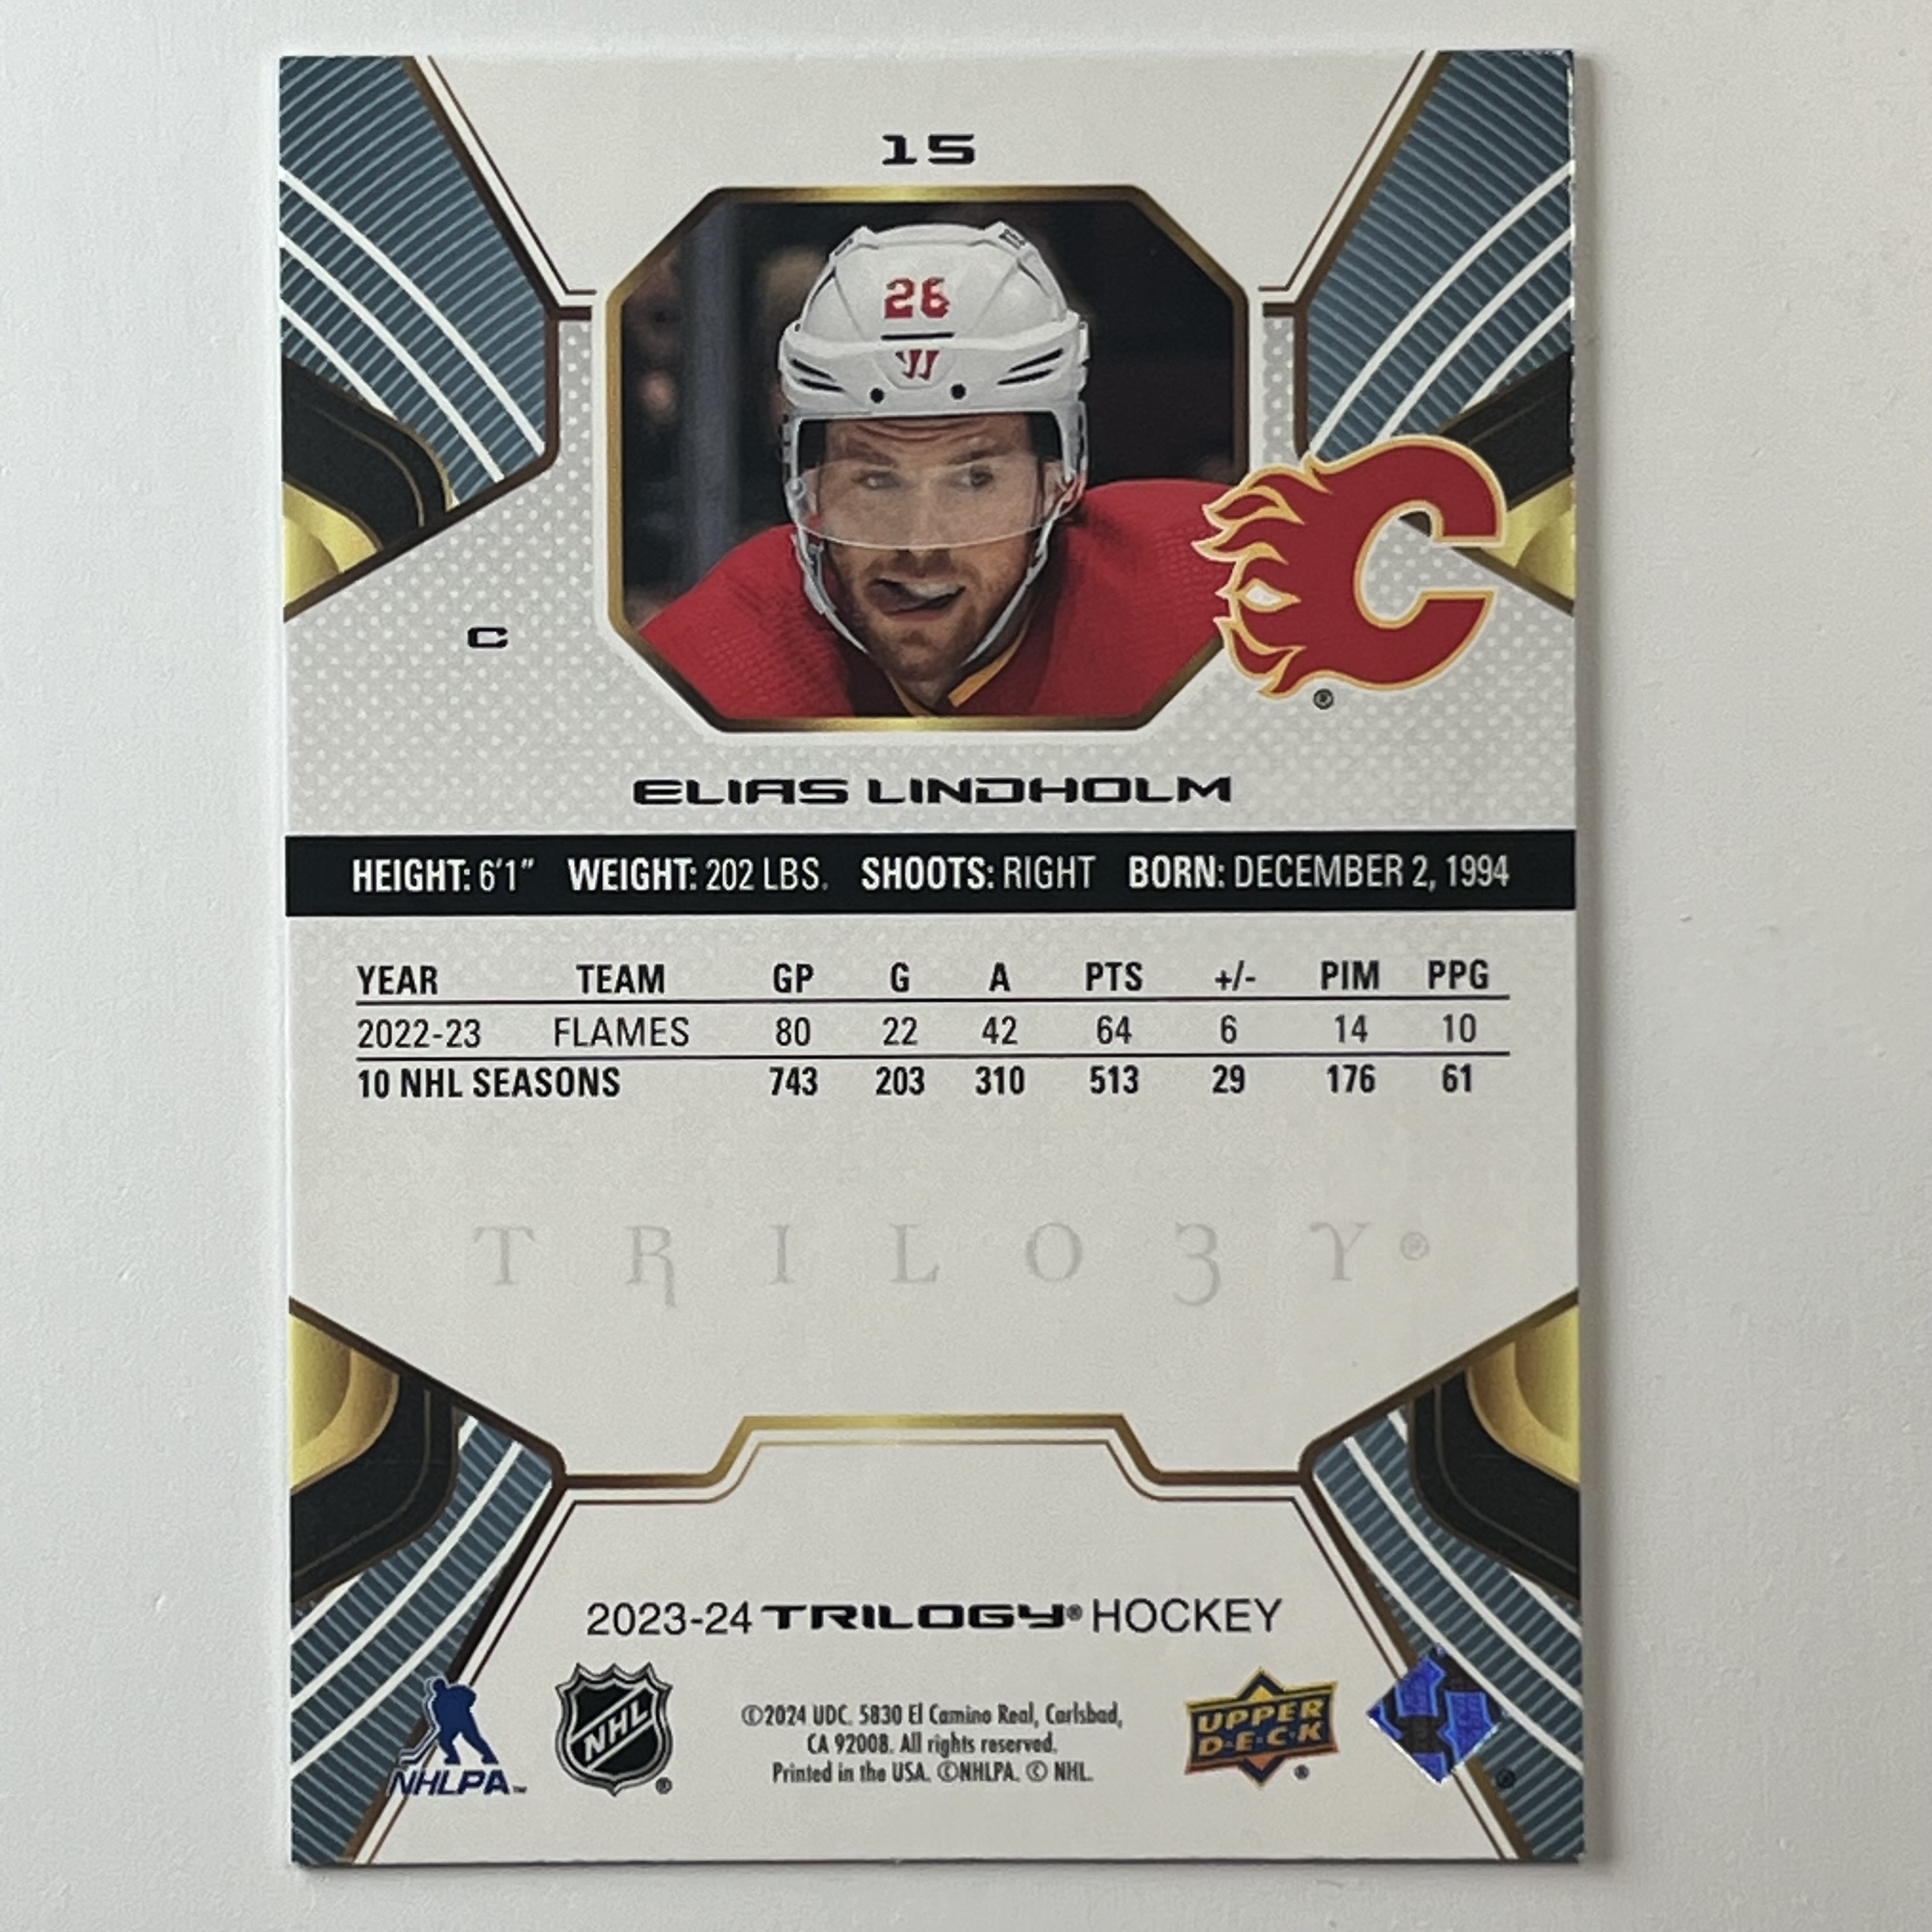 15
26
C
®
ELIAS LINDHOLM
HEIGHT: 6'1" WEIGHT: 202 LBS. SHOOTS: RIGHT BORN: DECEMBER 2, 1994
YEAR TEAM GP G A PTS +/- PIM PPG
2022-23 FLAMES 80 22 42 64 6 14 10
10 NHL SEASONS 743 203 310 513 29 176 61
TRILO3Y®
2023-24 TRILOGY® HOCKEY
NHLPA™
NHL ®
©2024 UDC. 5830 El Camino Real, Carlsbad,
CA 92008. All rights reserved.
Printed in the USA. ©NHLPA. © NHL.
UPPER
D·E·C·K ®
®